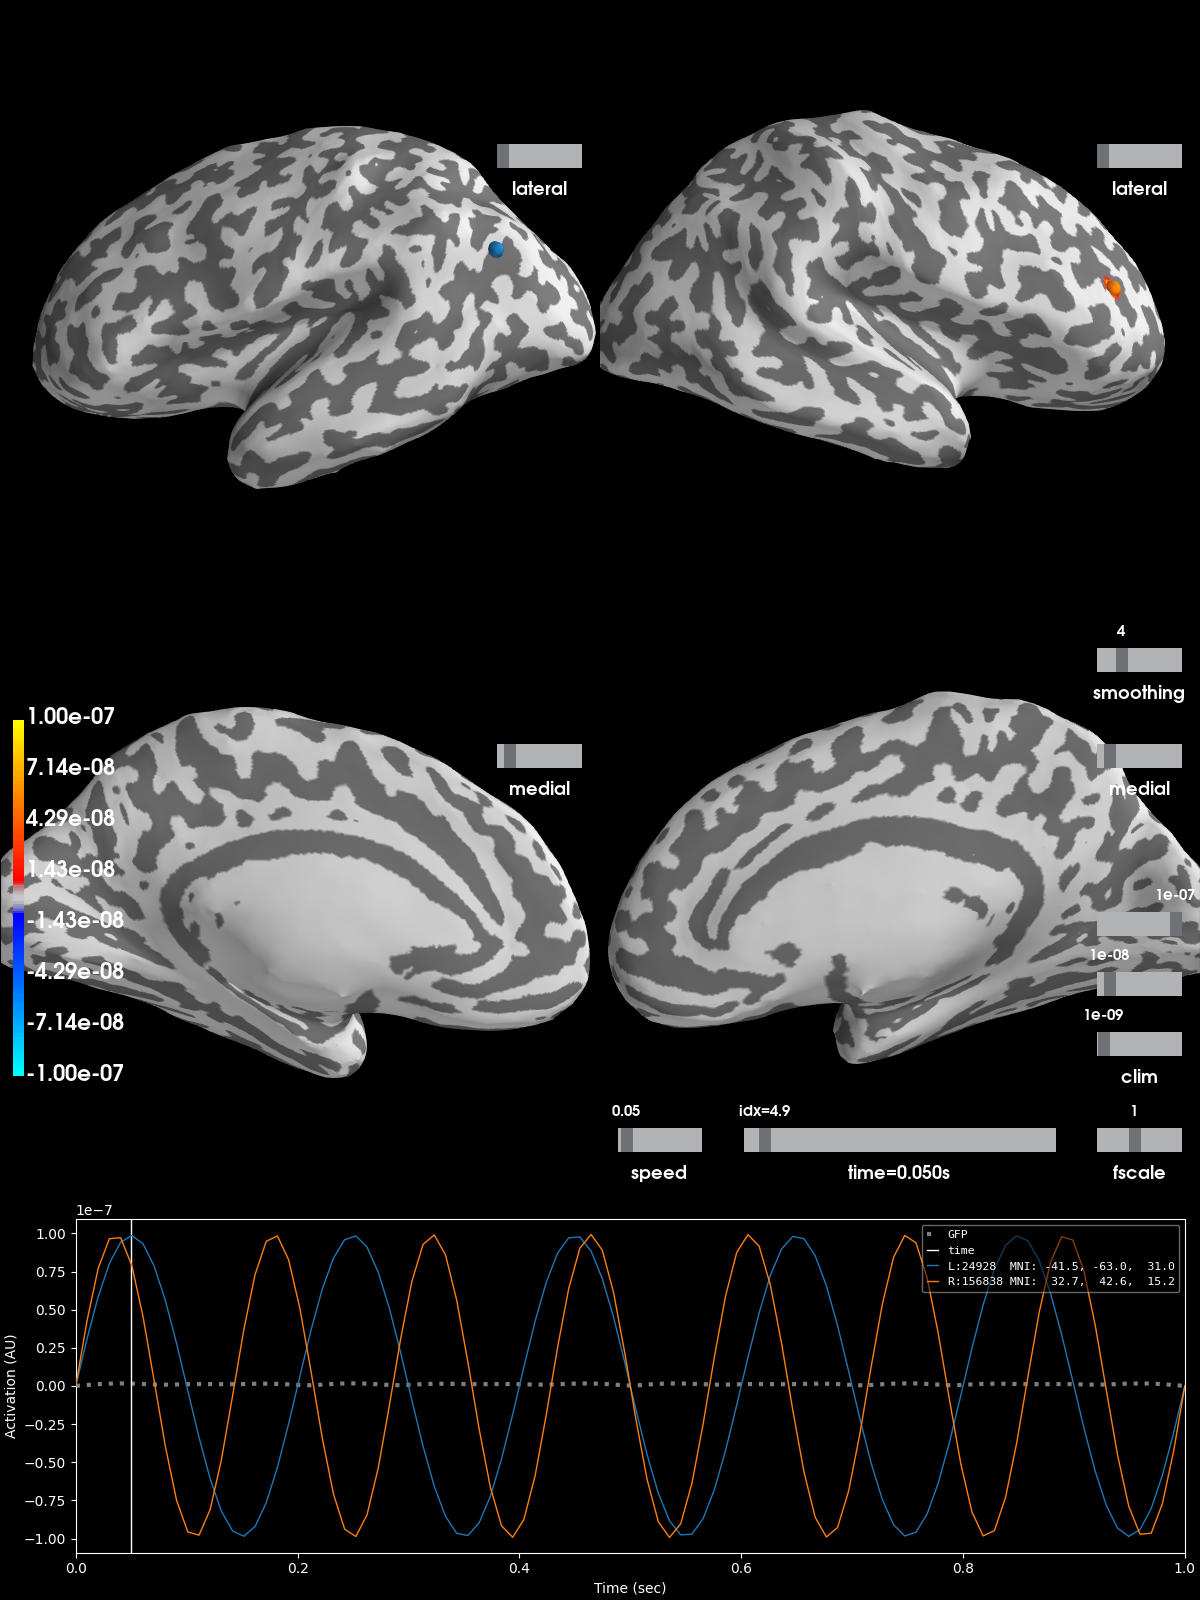 lateral
lateral
4
smoothing
1.00e-07
7.14e-08
4.29e-08
1.43e-08
-1.43e-08
-4.29e-08
-7.14e-08
-1.00e-07
medial
medial
1e-07
1e-08
1e-09
clim
0.05
speed
idx=4.9
time=0.050s
1
fscale
1e−7
1.00
0.75
0.50
0.25
0.00
−0.25
−0.50
−0.75
−1.00
Activation (AU)
GFP
time
L:24928 MNI: -41.5, -63.0, 31.0
R:156838 MNI: 32.7, 42.6, 15.2
0.0 0.2 0.4 0.6 0.8 1.0
Time (sec)